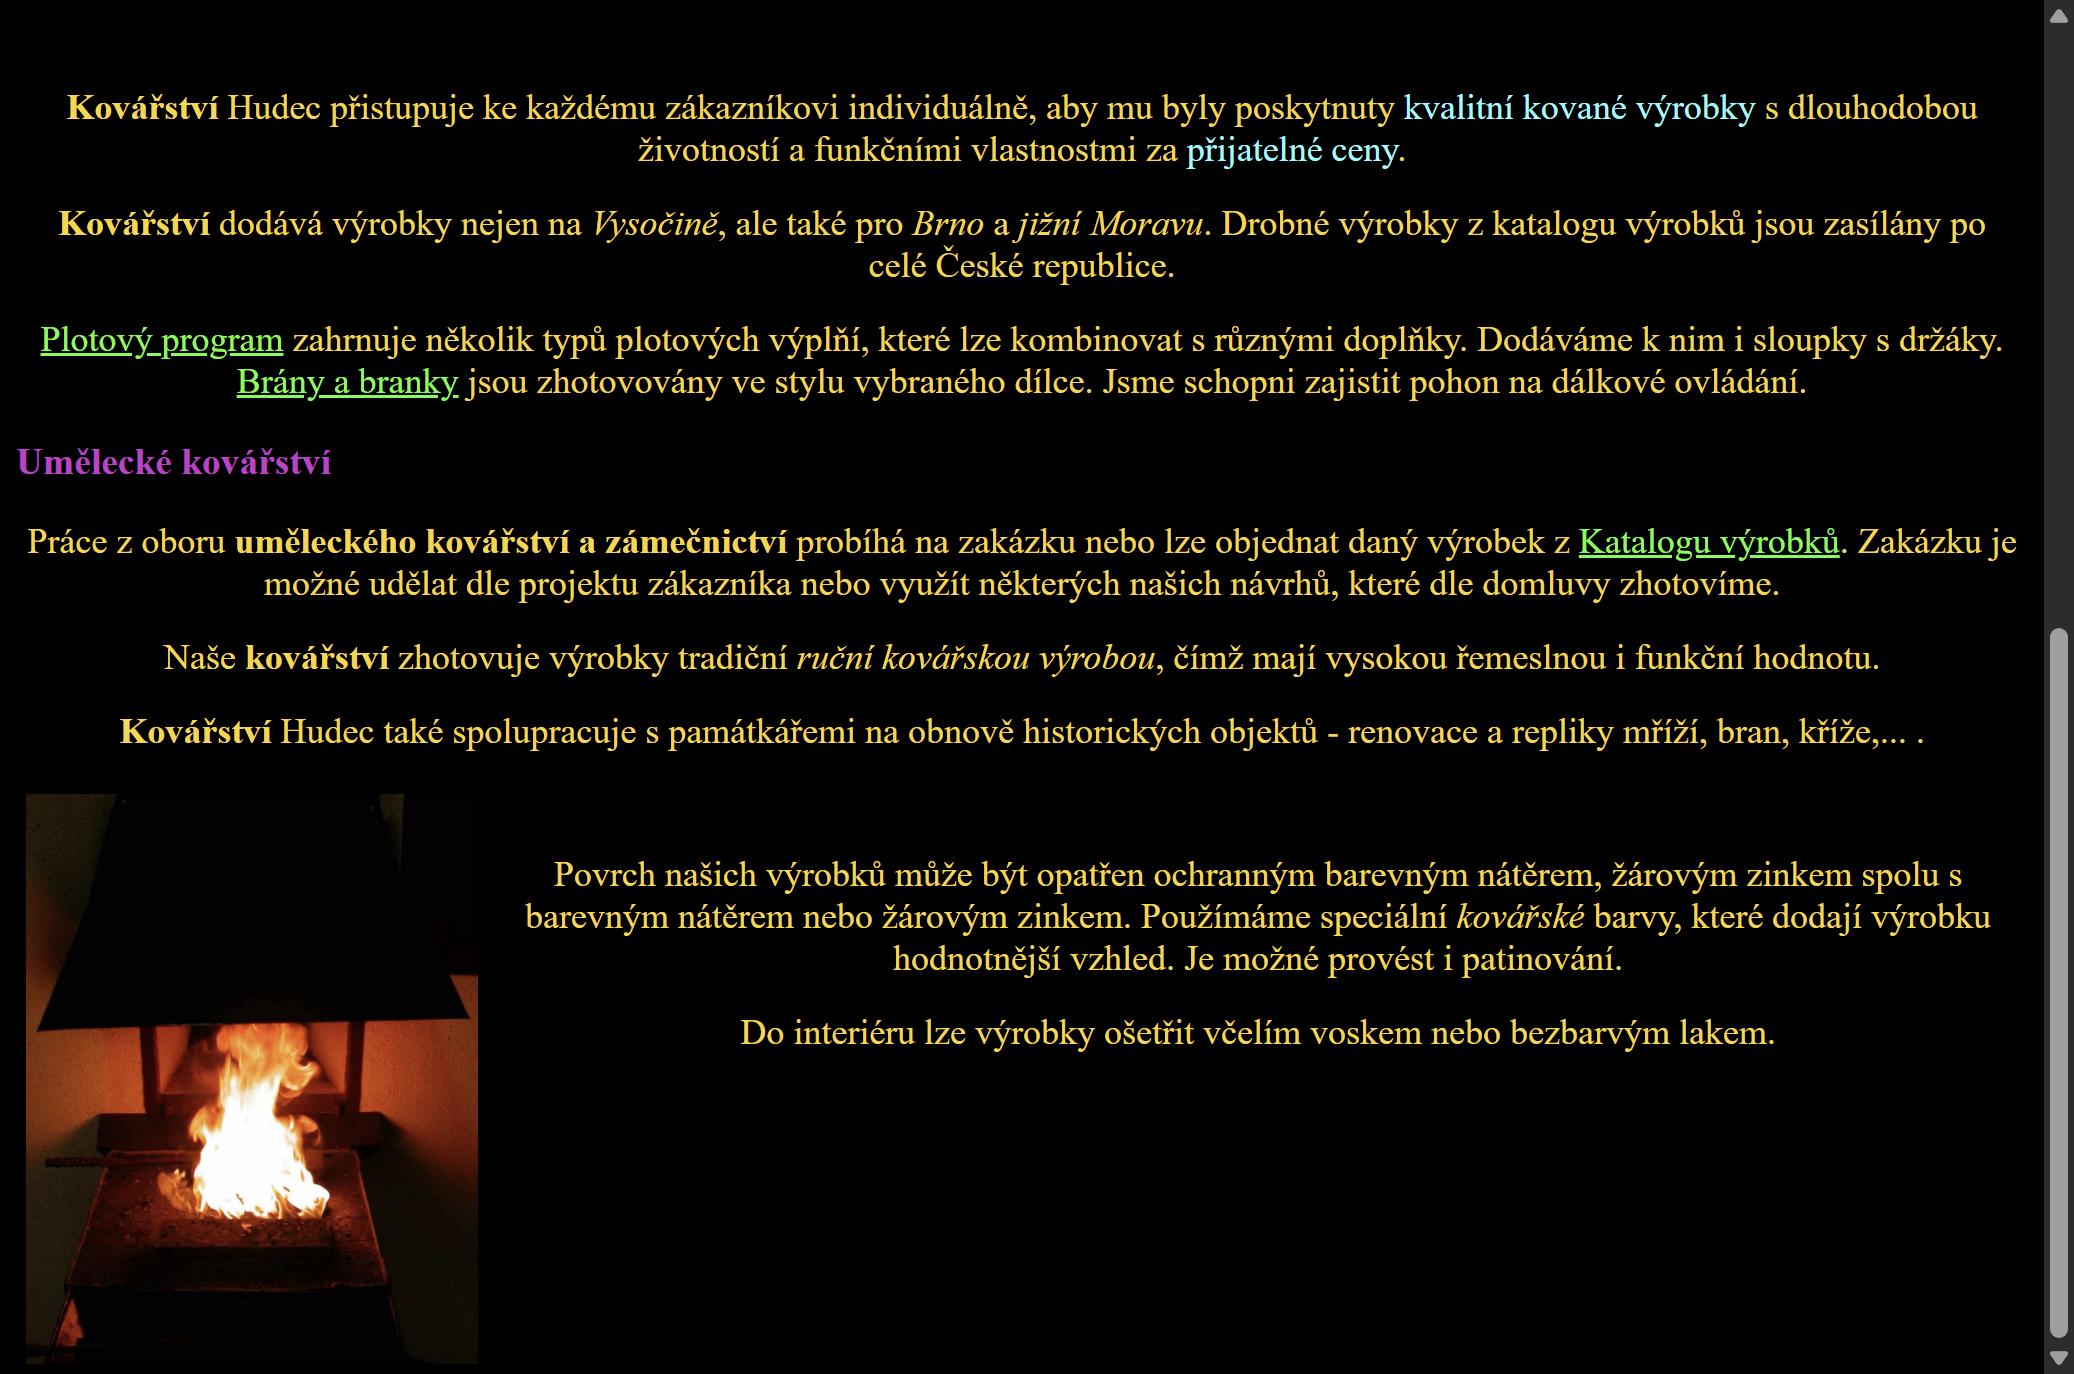 Kovářství Hudec přistupuje ke každému zákazníkovi individuálně, aby mu byly poskytnuty kvalitní kované výrobky s dlouhodobou
životností a funkčními vlastnostmi za přijatelné ceny.
Kovářství dodává výrobky nejen na Vysočině, ale také pro Brno a jižní Moravu. Drobné výrobky z katalogu výrobků jsou zasílány po
celé České republice.
Plotový program zahrnuje několik typů plotových výplňí, které lze kombinovat s různými doplňky. Dodáváme k nim i sloupky s držáky.
Brány a branky jsou zhotovovány ve stylu vybraného dílce. Jsme schopni zajistit pohon na dálkové ovládání.
Umělecké kovářství
Práce z oboru uměleckého kovářství a zámečnictví probíhá na zakázku nebo lze objednat daný výrobek z Katalogu výrobků. Zakázku je
možné udělat dle projektu zákazníka nebo využít některých našich návrhů, které dle domluvy zhotovíme.
Naše kovářství zhotovuje výrobky tradiční ruční kovářskou výrobou, čímž mají vysokou řemeslnou i funkční hodnotu.
Kovářství Hudec také spolupracuje s památkářemi na obnově historických objektů - renovace a repliky mříží, bran, kříže,... .
Povrch našich výrobků může být opatřen ochranným barevným nátěrem, žárovým zinkem spolu s
barevným nátěrem nebo žárovým zinkem. Používáme speciální kovářské barvy, které dodají výrobku
hodnotnější vzhled. Je možné provést i patinování.
Do interiéru lze výrobky ošetřit včelím voskem nebo bezbarvým lakem.